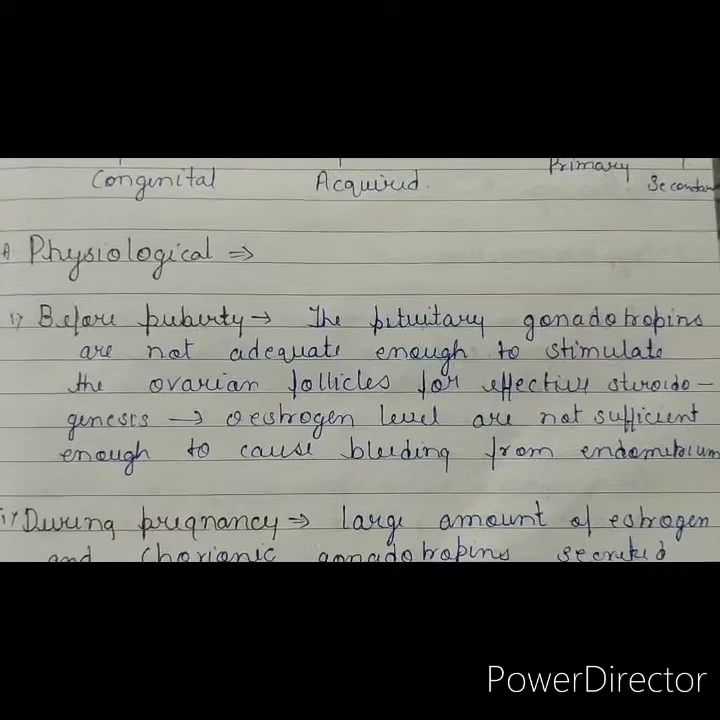 Primary
Congenital Acquired. Secondary
A Physiological ⇒
i) Before puberty → The pituitary gonadotropins
are not adequate enough to stimulate
the ovarian follicles for effective steroido-
genesis → oestrogen level are not sufficient
enough to cause bleeding from endometrium
ii) During pregnancy ⇒ large amount of estrogen
and chorionic gonadotropins secreted
PowerDirector